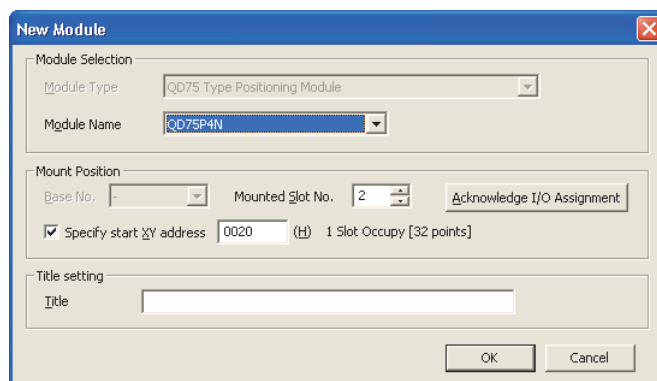 New Module
Module Selection
Module Type QD75 Type Positioning Module
Module Name QD75P4N
Mount Position
Base No. - Mounted Slot No. 2 Acknowledge I/O Assignment
Specify start XY address 0020 (H) 1 Slot Occupy [32 points]
Title setting
Title
OK Cancel